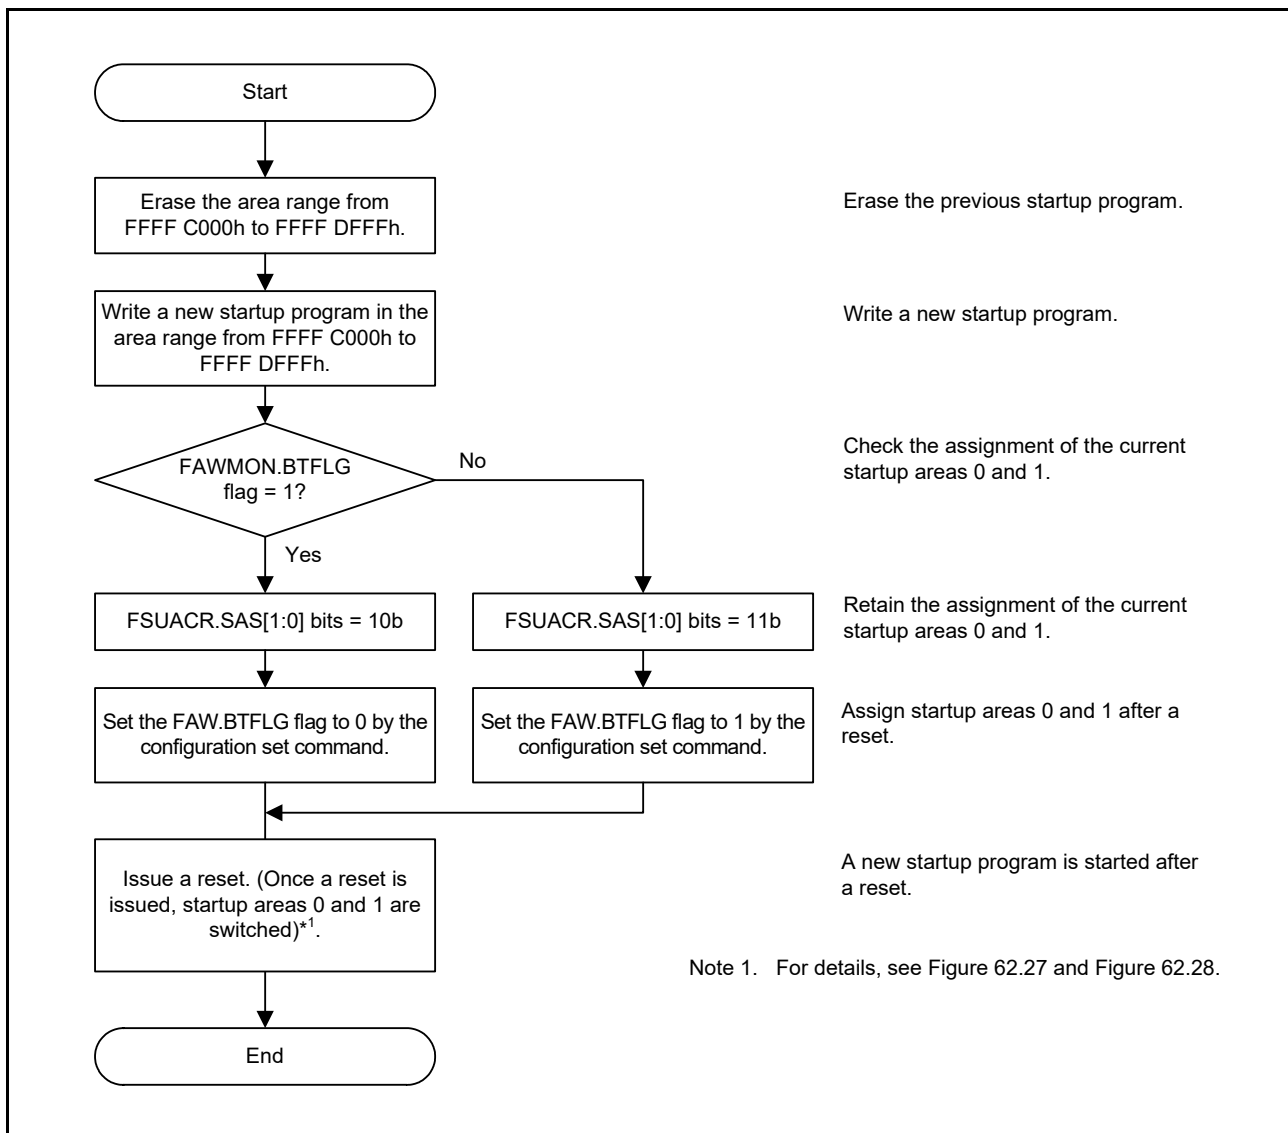 Start
Erase the area range from
FFFF C000h to FFFF DFFFh.
Erase the previous startup program.
Write a new startup program in the
area range from FFFF C000h to
FFFF DFFFh.
Write a new startup program.
FAWMON.BTFLG
flag = 1?
No
Yes
Check the assignment of the current
startup areas 0 and 1.
FSUACR.SAS[1:0] bits = 10b
FSUACR.SAS[1:0] bits = 11b
Retain the assignment of the current
startup areas 0 and 1.
Set the FAW.BTFLG flag to 0 by the
configuration set command.
Set the FAW.BTFLG flag to 1 by the
configuration set command.
Assign startup areas 0 and 1 after a
reset.
Issue a reset. (Once a reset is
issued, startup areas 0 and 1 are
switched)*1.
A new startup program is started after
a reset.
Note 1. For details, see Figure 62.27 and Figure 62.28.
End